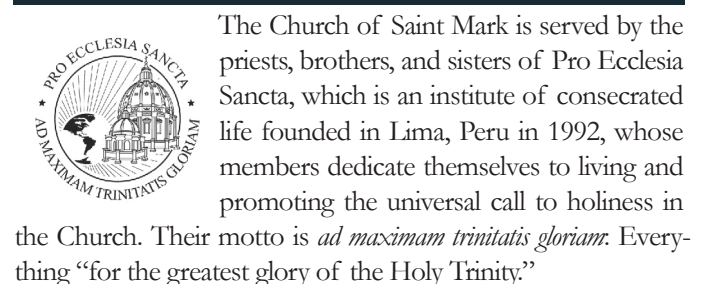 PRO ECCLESIA SANCTA
AD MAXIMAM TRINITATIS GLORIAM
The Church of Saint Mark is served by the
priests, brothers, and sisters of Pro Ecclesia
Sancta, which is an institute of consecrated
life founded in Lima, Peru in 1992, whose
members dedicate themselves to living and
promoting the universal call to holiness in
the Church. Their motto is ad maximam trinitatis gloriam: Every-
thing “for the greatest glory of the Holy Trinity.”